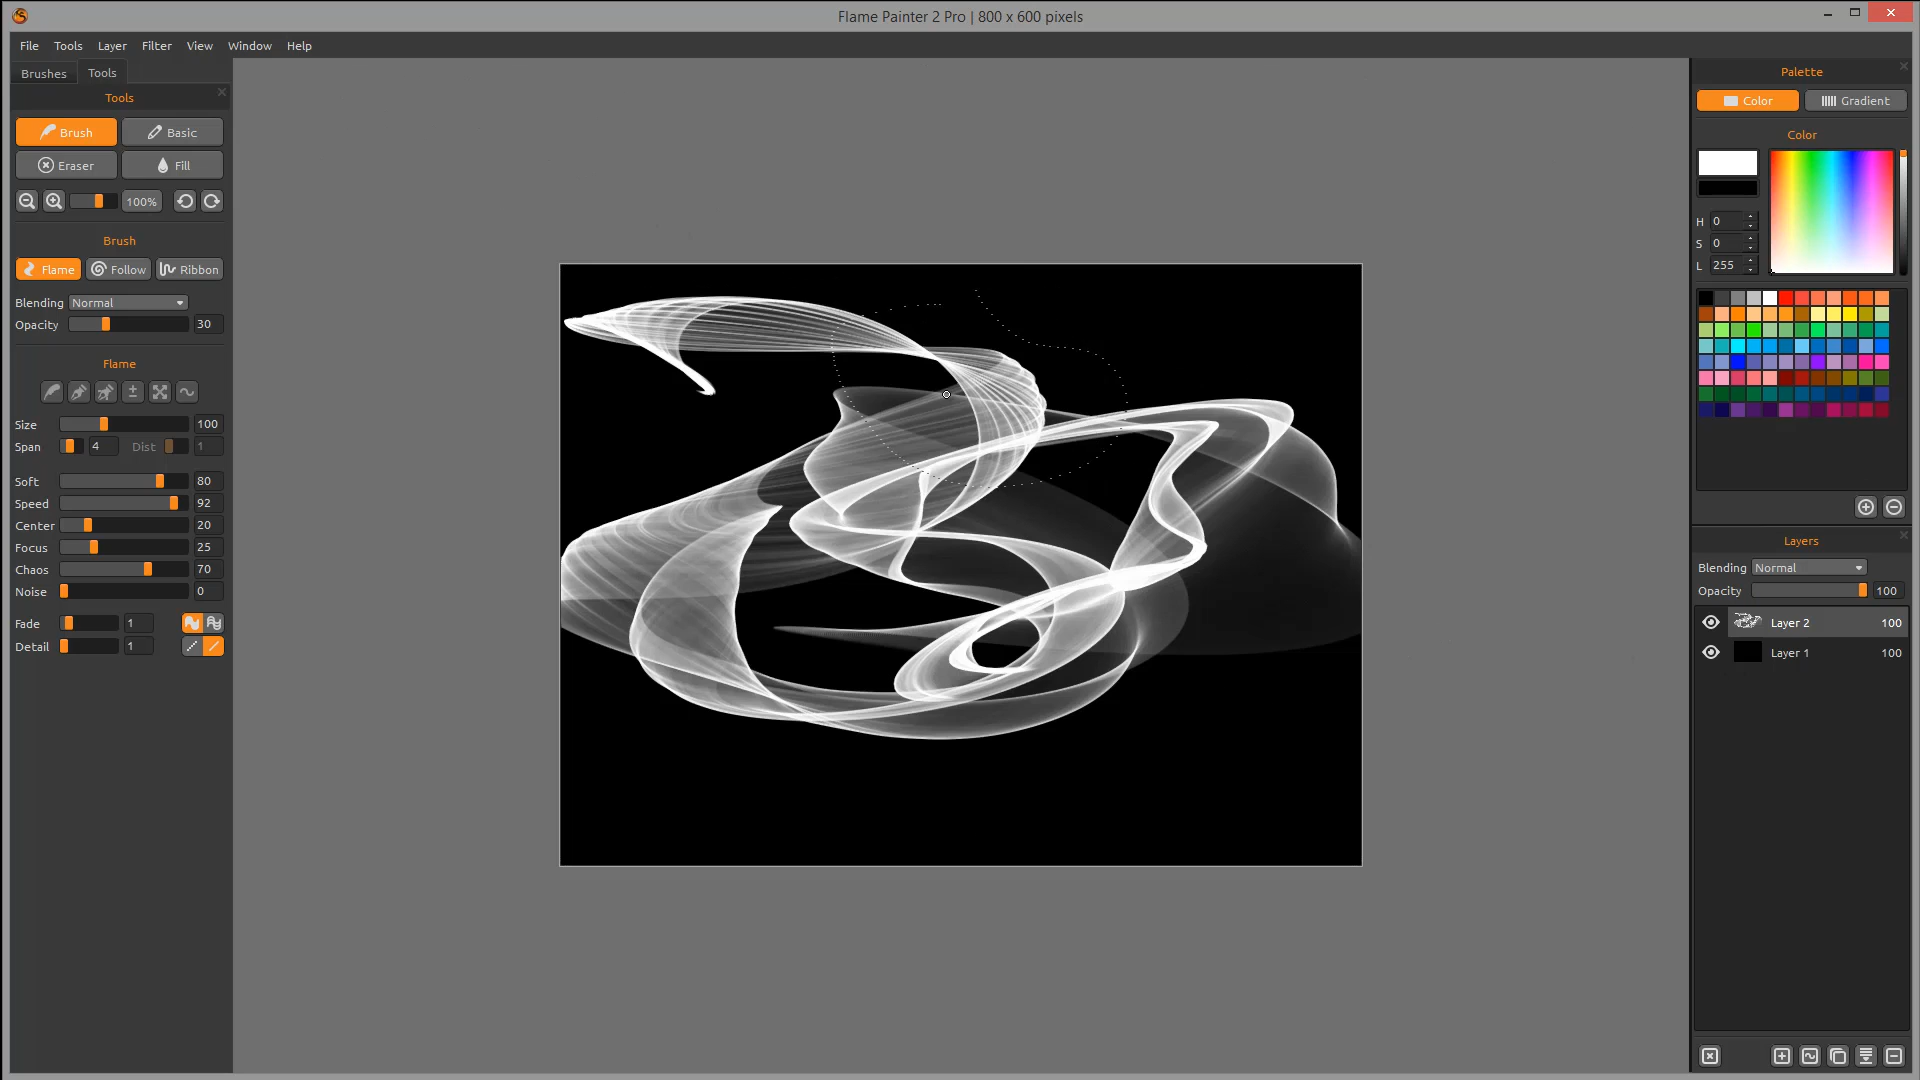 Flame Painter 2 Pro | 800 x 600 pixels
File Tools Layer Filter View Window Help
Brushes Tools
Tools
Brush Basic
Eraser Fill
100%
Brush
Flame Follow Ribbon
Blending Normal
Opacity 30
Flame
Size 100
Span 4 Dist 1
Soft 80
Speed 92
Center 20
Focus 25
Chaos 70
Noise 0
Fade 1
Detail 1
Palette
Color Gradient
Color
H 0
S 0
L 255
Layers
Blending Normal
Opacity 100
Layer 2 100
Layer 1 100